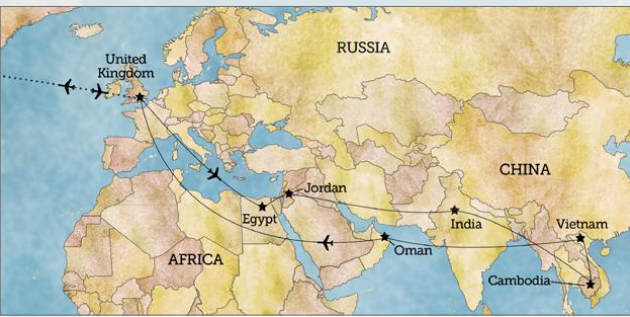 RUSSIA
United
Kingdom
CHINA
Jordan
Egypt
India
Vietnam
Oman
AFRICA
Cambodia